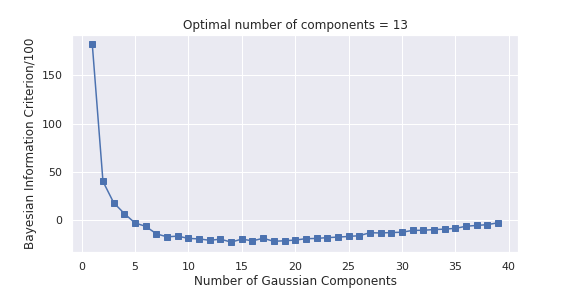 Optimal number of components = 13
Bayesian Information Criterion/100
150
100
50
0
0 5 10 15 20 25 30 35 40
Number of Gaussian Components